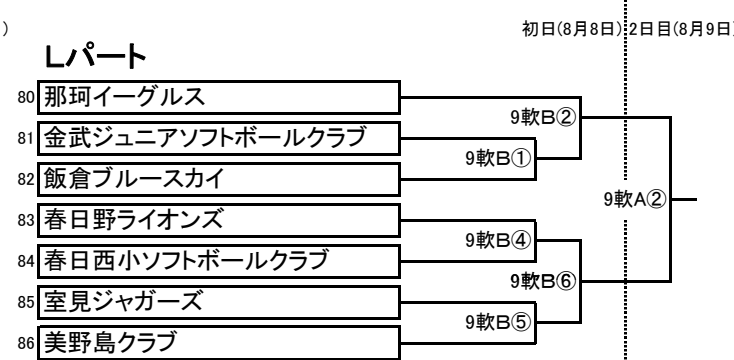 )
初日(8月8日) 2日目(8月9日)
Lパート
80 那珂イーグルス
9軟B②
81 金武ジュニアソフトボールクラブ
9軟B①
82 飯倉ブルースカイ
9軟A②
83 春日野ライオンズ
9軟B④
84 春日西小ソフトボールクラブ
9軟B⑥
85 室見ジャガーズ
9軟B⑤
86 美野島クラブ